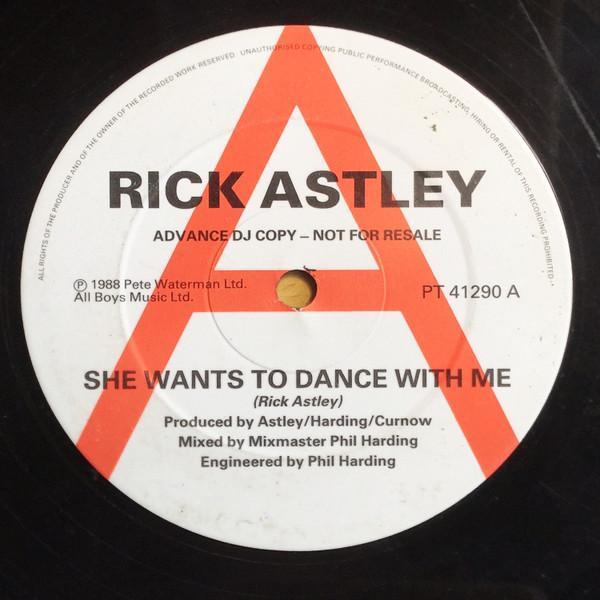 ALL RIGHTS OF THE PRODUCER AND OF THE OWNER OF THE RECORDED WORK RESERVED. UNAUTHORISED COPYING PUBLIC PERFORMANCE BROADCASTING, HIRING OR RENTAL OF THIS RECORDING PROHIBITED.
RICK ASTLEY
ADVANCE DJ COPY – NOT FOR RESALE
℗ 1988 Pete Waterman Ltd.
All Boys Music Ltd.
PT 41290 A
SHE WANTS TO DANCE WITH ME
(Rick Astley)
Produced by Astley/Harding/Curnow
Mixed by Mixmaster Phil Harding
Engineered by Phil Harding